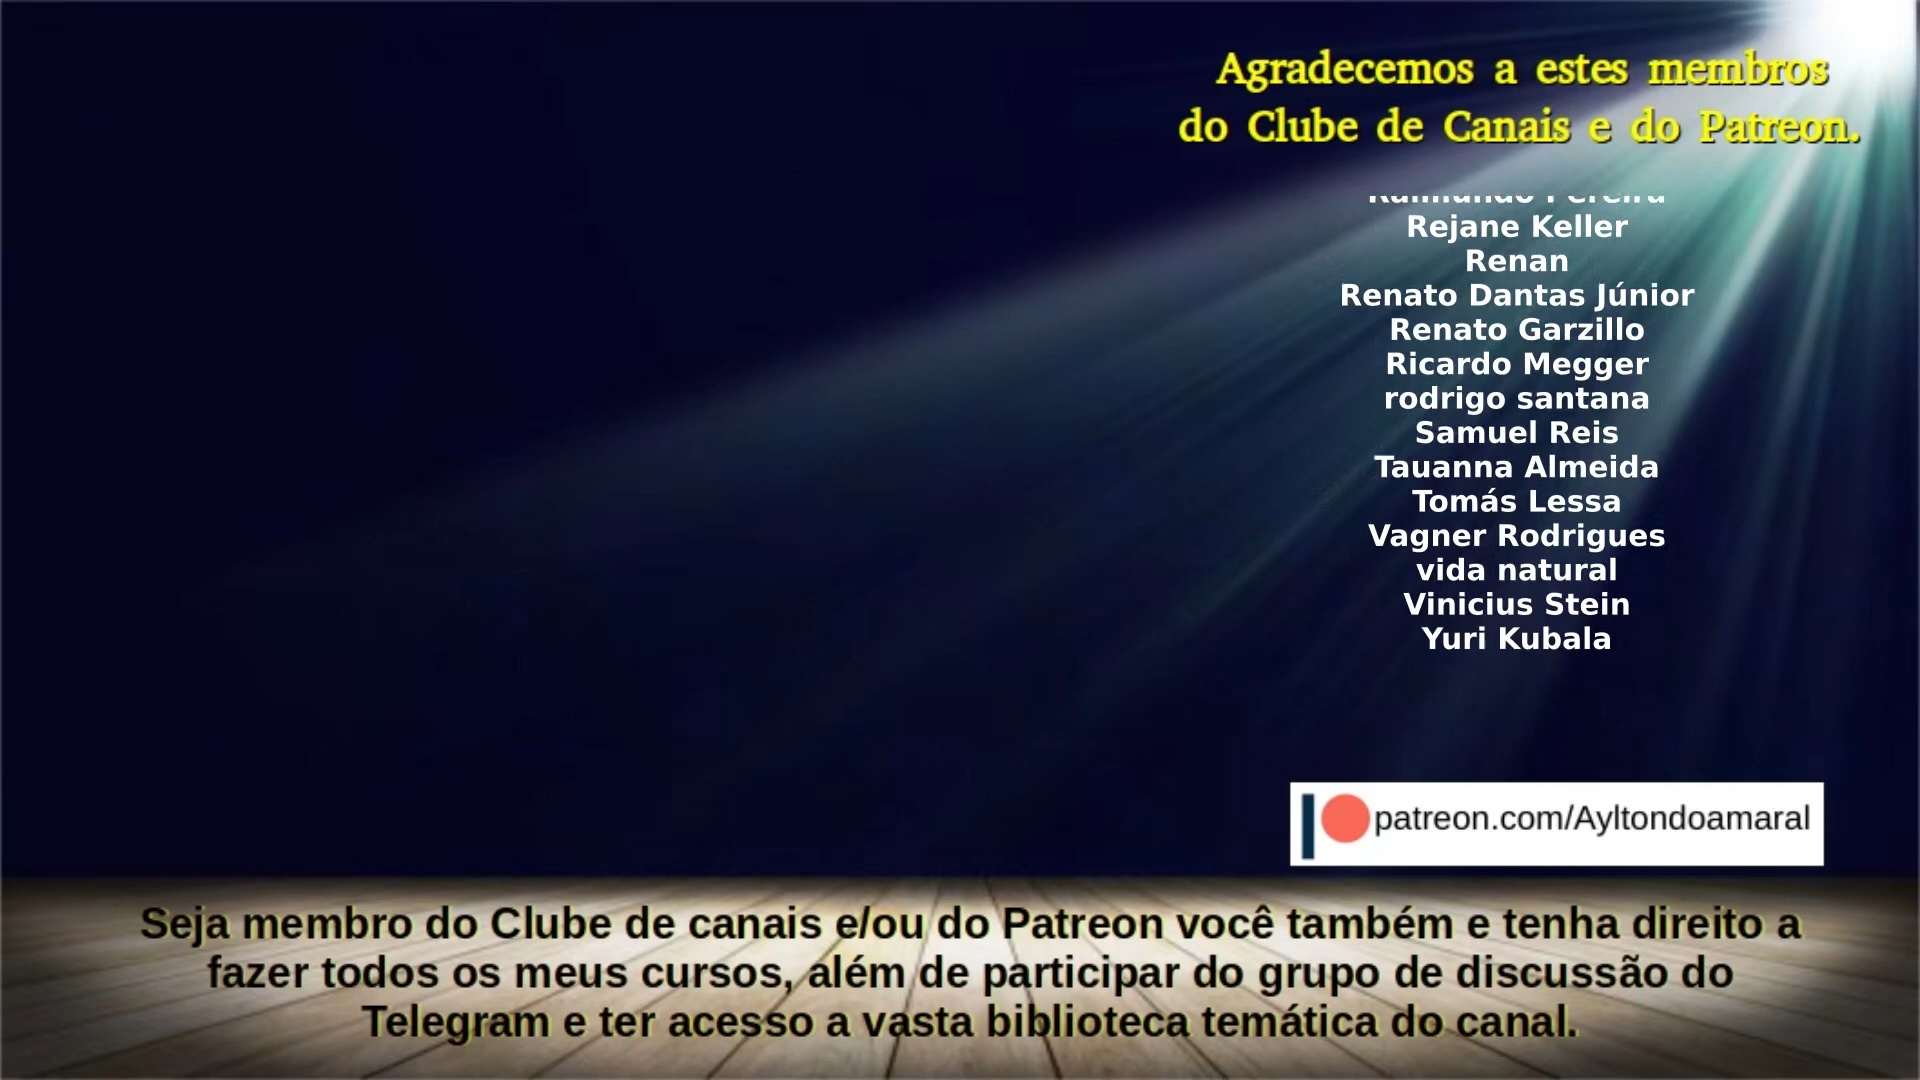 Agradecemos a estes membros
do Clube de Canais e do Patreon.
Raimundo Pereira
Rejane Keller
Renan
Renato Dantas Júnior
Renato Garzillo
Ricardo Megger
rodrigo santana
Samuel Reis
Tauanna Almeida
Tomás Lessa
Vagner Rodrigues
vida natural
Vinicius Stein
Yuri Kubala
patreon.com/Ayltondoamaral
Seja membro do Clube de canais e/ou do Patreon você também e tenha direito a
fazer todos os meus cursos, além de participar do grupo de discussão do
Telegram e ter acesso a vasta biblioteca temática do canal.